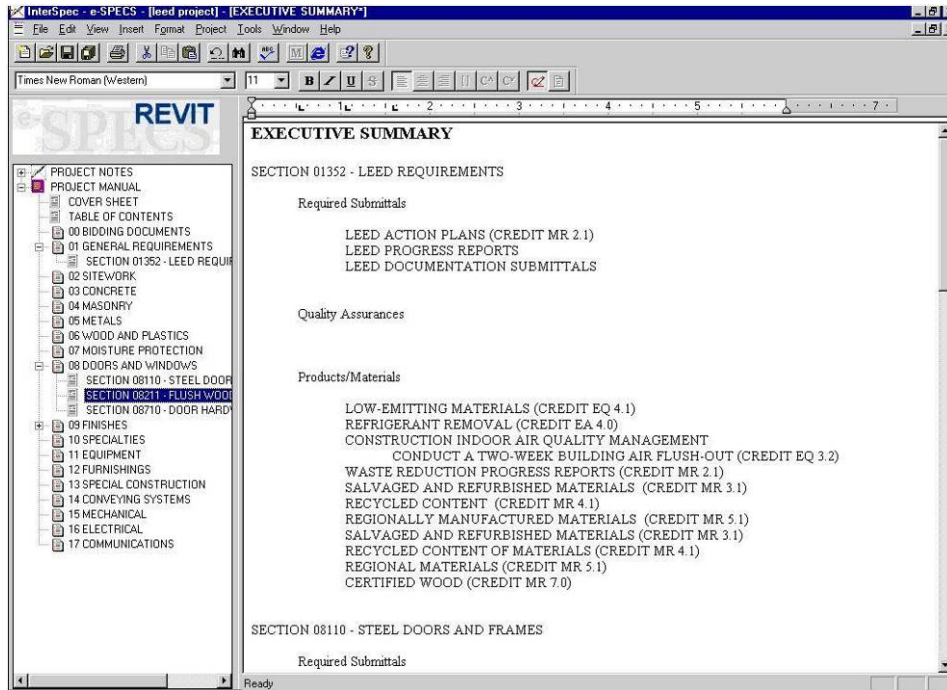 InterSpec - e-SPECS - [leed project] - [EXECUTIVE SUMMARY*]
File Edit View Insert Format Project Tools Window Help
Times New Roman (Western) 11 B I U S
e-SPECS REVIT
1 2 3 4 5 7
PROJECT NOTES
PROJECT MANUAL
COVER SHEET
TABLE OF CONTENTS
00 BIDDING DOCUMENTS
01 GENERAL REQUIREMENTS
SECTION 01352 - LEED REQUIR
02 SITEWORK
03 CONCRETE
04 MASONRY
05 METALS
06 WOOD AND PLASTICS
07 MOISTURE PROTECTION
08 DOORS AND WINDOWS
SECTION 08110 - STEEL DOOR
SECTION 08211 - FLUSH WOOD
SECTION 08710 - DOOR HARDW
09 FINISHES
10 SPECIALTIES
11 EQUIPMENT
12 FURNISHINGS
13 SPECIAL CONSTRUCTION
14 CONVEYING SYSTEMS
15 MECHANICAL
16 ELECTRICAL
17 COMMUNICATIONS
EXECUTIVE SUMMARY
SECTION 01352 - LEED REQUIREMENTS
Required Submittals
LEED ACTION PLANS (CREDIT MR 2.1)
LEED PROGRESS REPORTS
LEED DOCUMENTATION SUBMITTALS
Quality Assurances
Products/Materials
LOW-EMITTING MATERIALS (CREDIT EQ 4.1)
REFRIGERANT REMOVAL (CREDIT EA 4.0)
CONSTRUCTION INDOOR AIR QUALITY MANAGEMENT
CONDUCT A TWO-WEEK BUILDING AIR FLUSH-OUT (CREDIT EQ 3.2)
WASTE REDUCTION PROGRESS REPORTS (CREDIT MR 2.1)
SALVAGED AND REFURBISHED MATERIALS (CREDIT MR 3.1)
RECYCLED CONTENT (CREDIT MR 4.1)
REGIONALLY MANUFACTURED MATERIALS (CREDIT MR 5.1)
SALVAGED AND REFURBISHED MATERIALS (CREDIT MR 3.1)
RECYCLED CONTENT OF MATERIALS (CREDIT MR 4.1)
REGIONAL MATERIALS (CREDIT MR 5.1)
CERTIFIED WOOD (CREDIT MR 7.0)
SECTION 08110 - STEEL DOORS AND FRAMES
Required Submittals
Ready